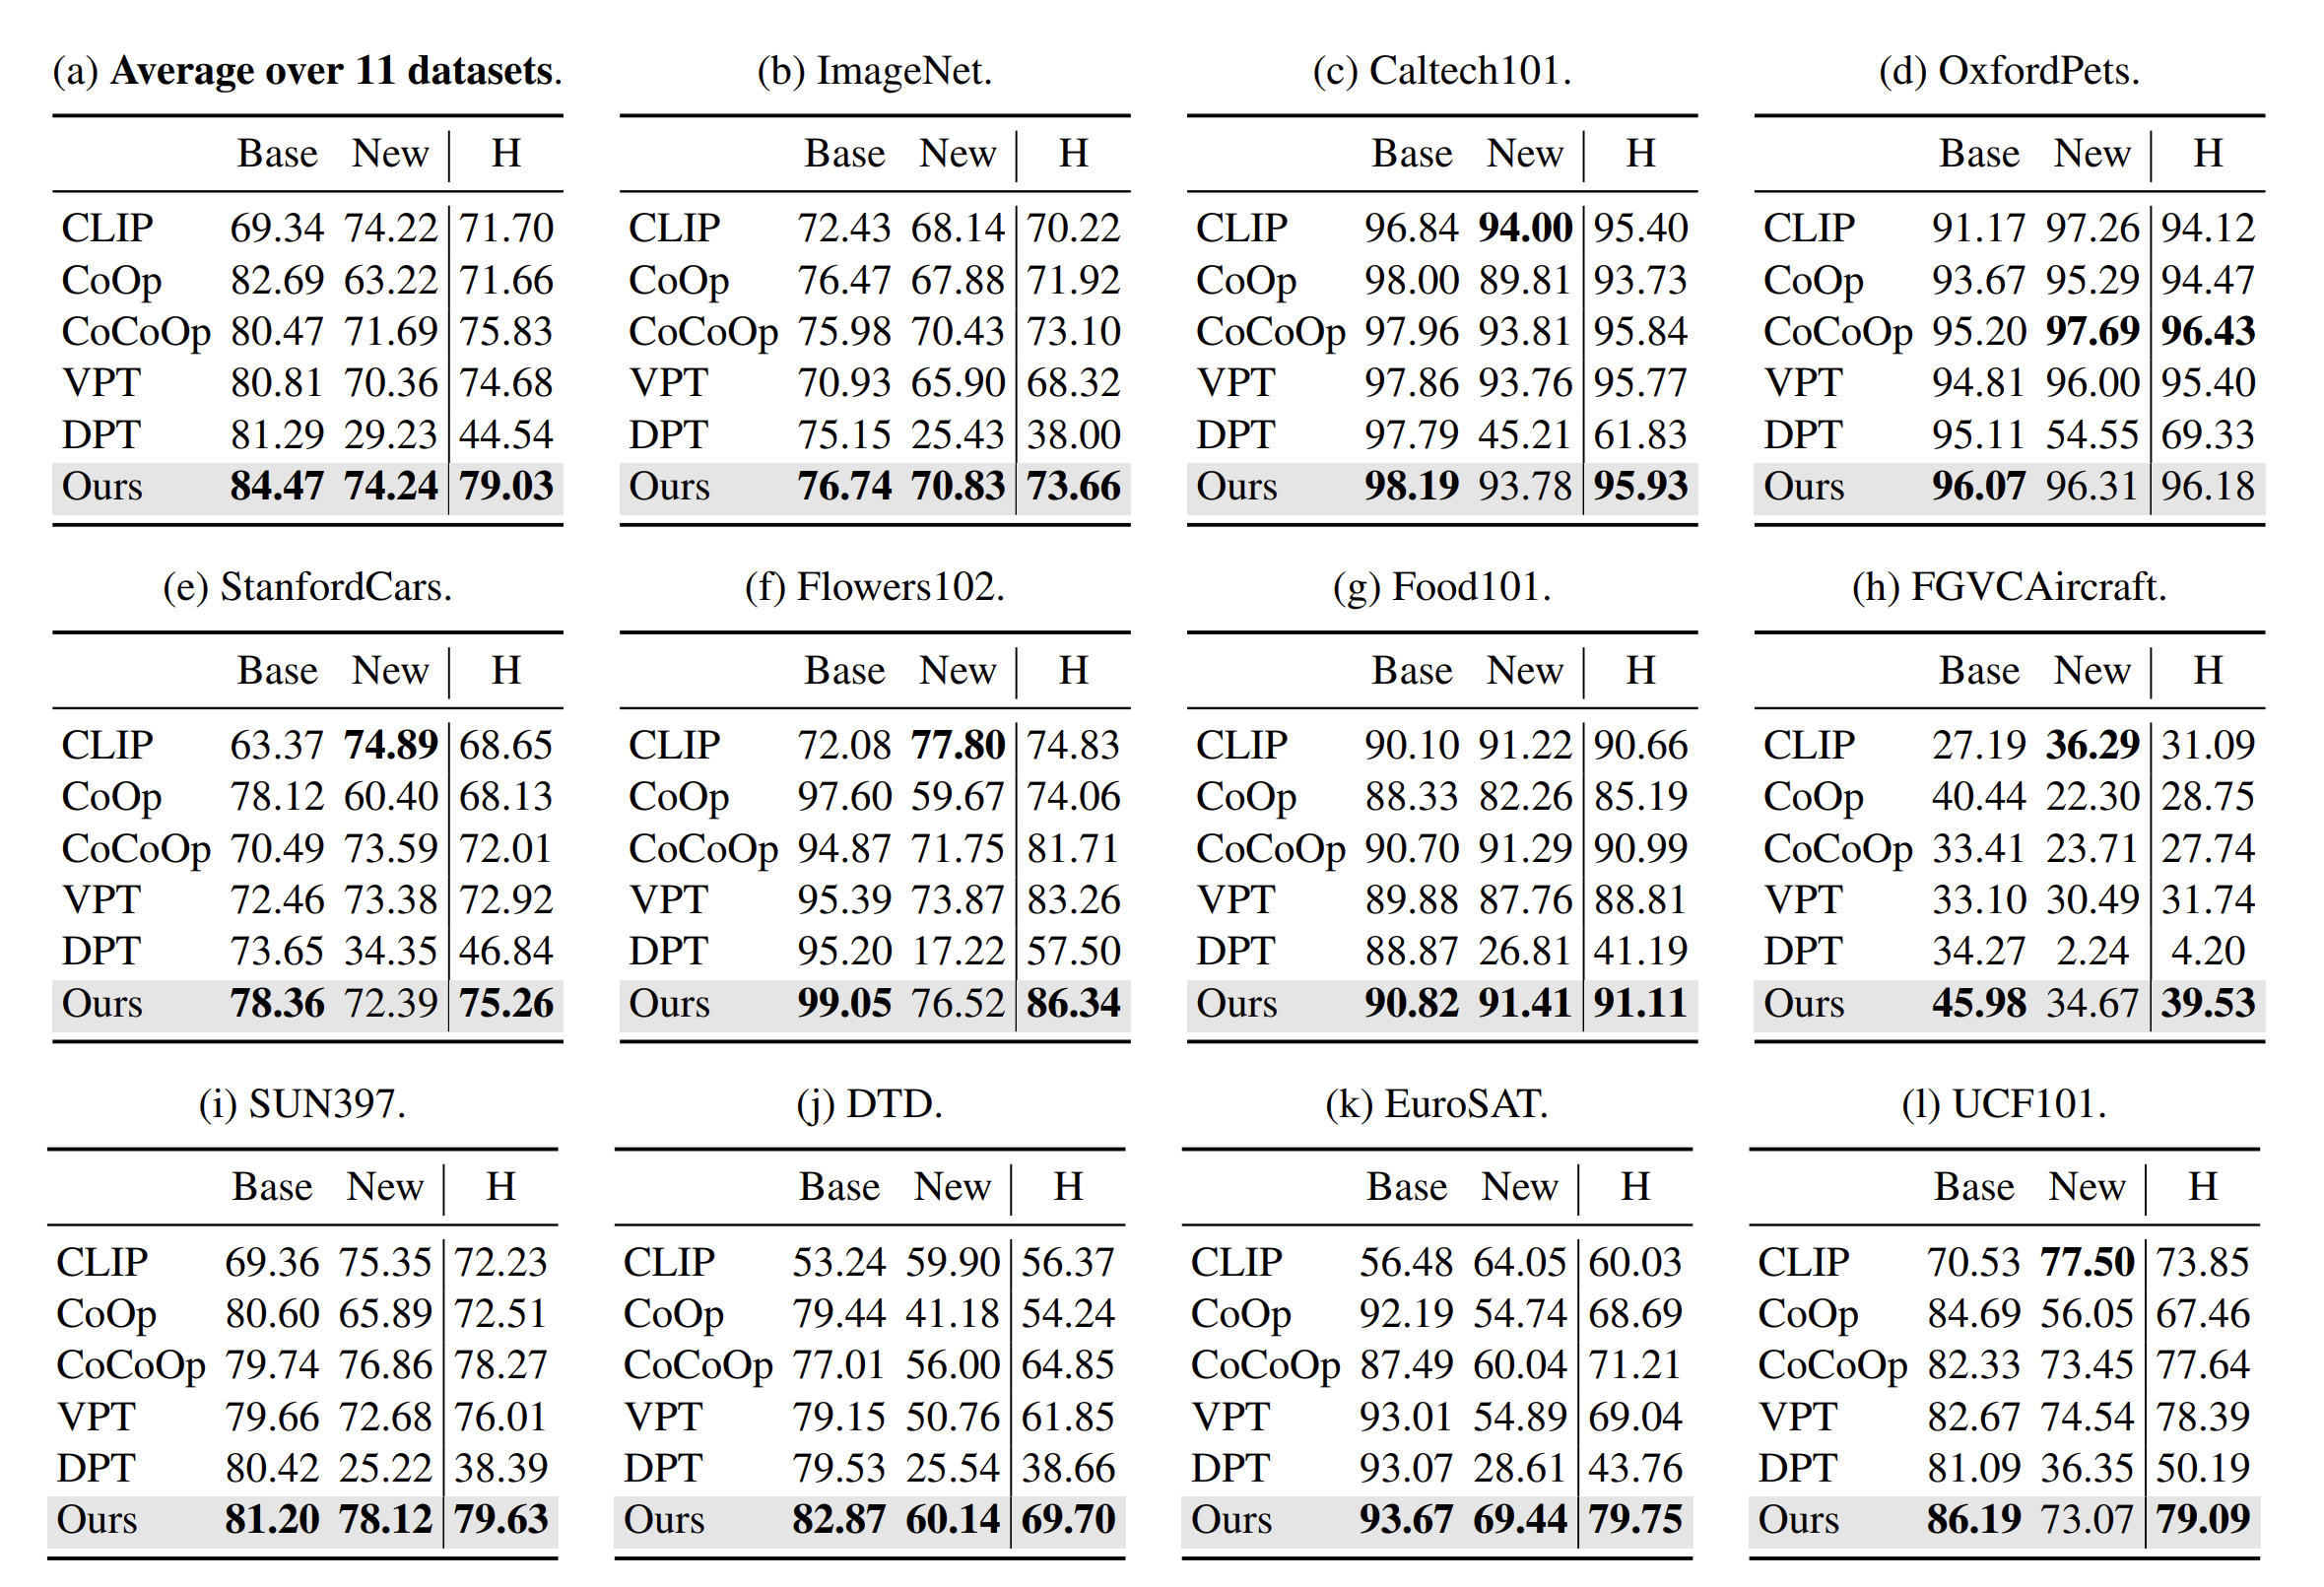 (a) Average over 11 datasets.
Base New H
CLIP 69.34 74.22 71.70
CoOp 82.69 63.22 71.66
CoCoOp 80.47 71.69 75.83
VPT 80.81 70.36 74.68
DPT 81.29 29.23 44.54
Ours 84.47 74.24 79.03
(b) ImageNet.
Base New H
CLIP 72.43 68.14 70.22
CoOp 76.47 67.88 71.92
CoCoOp 75.98 70.43 73.10
VPT 70.93 65.90 68.32
DPT 75.15 25.43 38.00
Ours 76.74 70.83 73.66
(c) Caltech101.
Base New H
CLIP 96.84 94.00 95.40
CoOp 98.00 89.81 93.73
CoCoOp 97.96 93.81 95.84
VPT 97.86 93.76 95.77
DPT 97.79 45.21 61.83
Ours 98.19 93.78 95.93
(d) OxfordPets.
Base New H
CLIP 91.17 97.26 94.12
CoOp 93.67 95.29 94.47
CoCoOp 95.20 97.69 96.43
VPT 94.81 96.00 95.40
DPT 95.11 54.55 69.33
Ours 96.07 96.31 96.18
(e) StanfordCars.
Base New H
CLIP 63.37 74.89 68.65
CoOp 78.12 60.40 68.13
CoCoOp 70.49 73.59 72.01
VPT 72.46 73.38 72.92
DPT 73.65 34.35 46.84
Ours 78.36 72.39 75.26
(f) Flowers102.
Base New H
CLIP 72.08 77.80 74.83
CoOp 97.60 59.67 74.06
CoCoOp 94.87 71.75 81.71
VPT 95.39 73.87 83.26
DPT 95.20 17.22 57.50
Ours 99.05 76.52 86.34
(g) Food101.
Base New H
CLIP 90.10 91.22 90.66
CoOp 88.33 82.26 85.19
CoCoOp 90.70 91.29 90.99
VPT 89.88 87.76 88.81
DPT 88.87 26.81 41.19
Ours 90.82 91.41 91.11
(h) FGVCAircraft.
Base New H
CLIP 27.19 36.29 31.09
CoOp 40.44 22.30 28.75
CoCoOp 33.41 23.71 27.74
VPT 33.10 30.49 31.74
DPT 34.27 2.24 4.20
Ours 45.98 34.67 39.53
(i) SUN397.
Base New H
CLIP 69.36 75.35 72.23
CoOp 80.60 65.89 72.51
CoCoOp 79.74 76.86 78.27
VPT 79.66 72.68 76.01
DPT 80.42 25.22 38.39
Ours 81.20 78.12 79.63
(j) DTD.
Base New H
CLIP 53.24 59.90 56.37
CoOp 79.44 41.18 54.24
CoCoOp 77.01 56.00 64.85
VPT 79.15 50.76 61.85
DPT 79.53 25.54 38.66
Ours 82.87 60.14 69.70
(k) EuroSAT.
Base New H
CLIP 56.48 64.05 60.03
CoOp 92.19 54.74 68.69
CoCoOp 87.49 60.04 71.21
VPT 93.01 54.89 69.04
DPT 93.07 28.61 43.76
Ours 93.67 69.44 79.75
(l) UCF101.
Base New H
CLIP 70.53 77.50 73.85
CoOp 84.69 56.05 67.46
CoCoOp 82.33 73.45 77.64
VPT 82.67 74.54 78.39
DPT 81.09 36.35 50.19
Ours 86.19 73.07 79.09